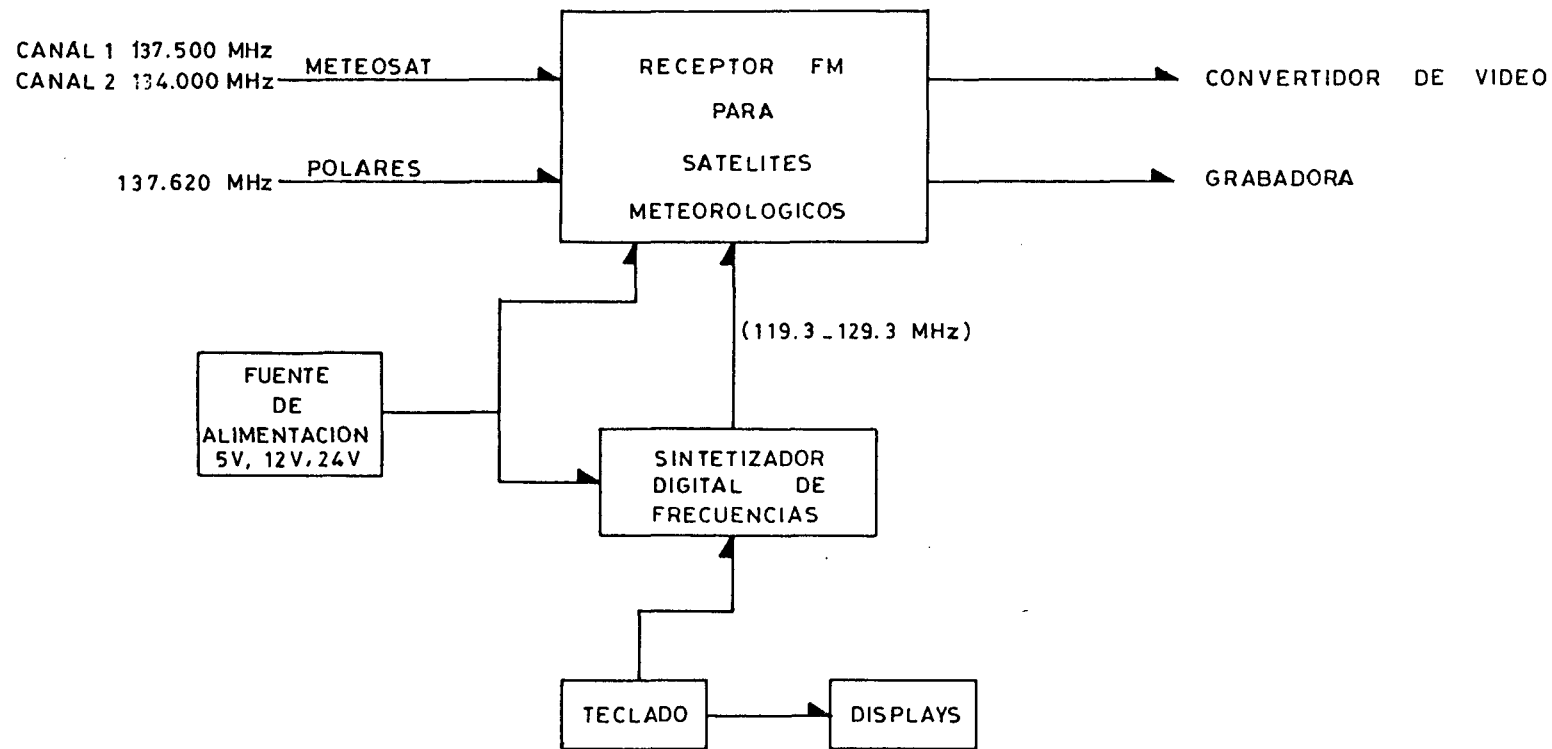 CANAL 1 137.500 MHz
CANAL 2 134.000 MHz
METEOSAT
137.620 MHz
POLARES
RECEPTOR FM
PARA
SATELITES
METEOROLOGICOS
CONVERTIDOR DE VIDEO
GRABADORA
(119.3_129.3 MHz)
FUENTE
DE
ALIMENTACION
5V, 12V, 24V
SINTETIZADOR
DIGITAL DE
FRECUENCIAS
TECLADO
DISPLAYS